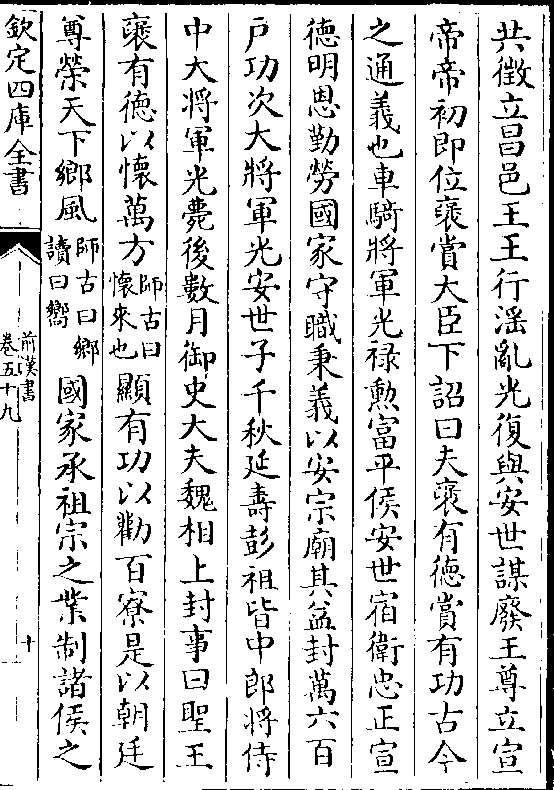 共徵立昌邑王王行滛亂光復與安世謀廢王尊立宣
帝帝初即位襃賞大臣下詔曰夫襃有德賞有功古今
之通義也車騎將軍光禄勲富平侯安世宿衛忠正宣
德明恩勤勞國家守職秉義以安宗廟其益封萬六百
户功次大將軍光安世子千秋延壽彭祖皆中郎將侍
中大將軍光薨後數月御史大夫魏相上封事曰聖王
襃有德以懷萬方師古曰懷來也顯有功以勸百寮是以朝廷
尊榮天下鄉風師古曰鄉讀曰嚮國家承祖宗之業制諸侯之
欽定四庫全書
前漢書
卷五十九
十